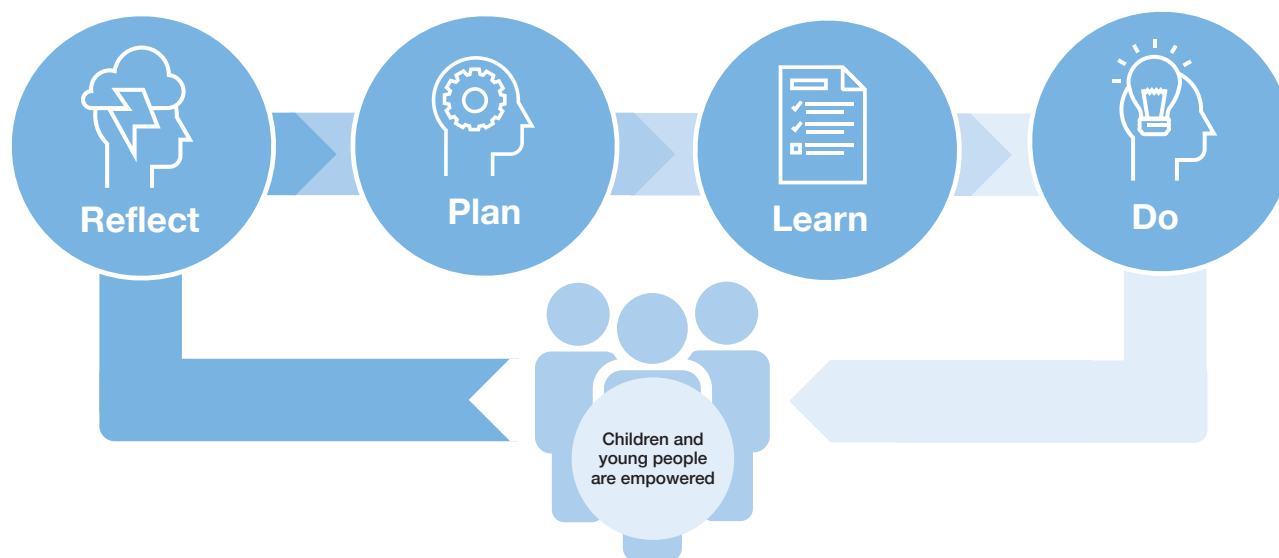 Reflect
Plan
Learn
Do
Children and
young people
are empowered